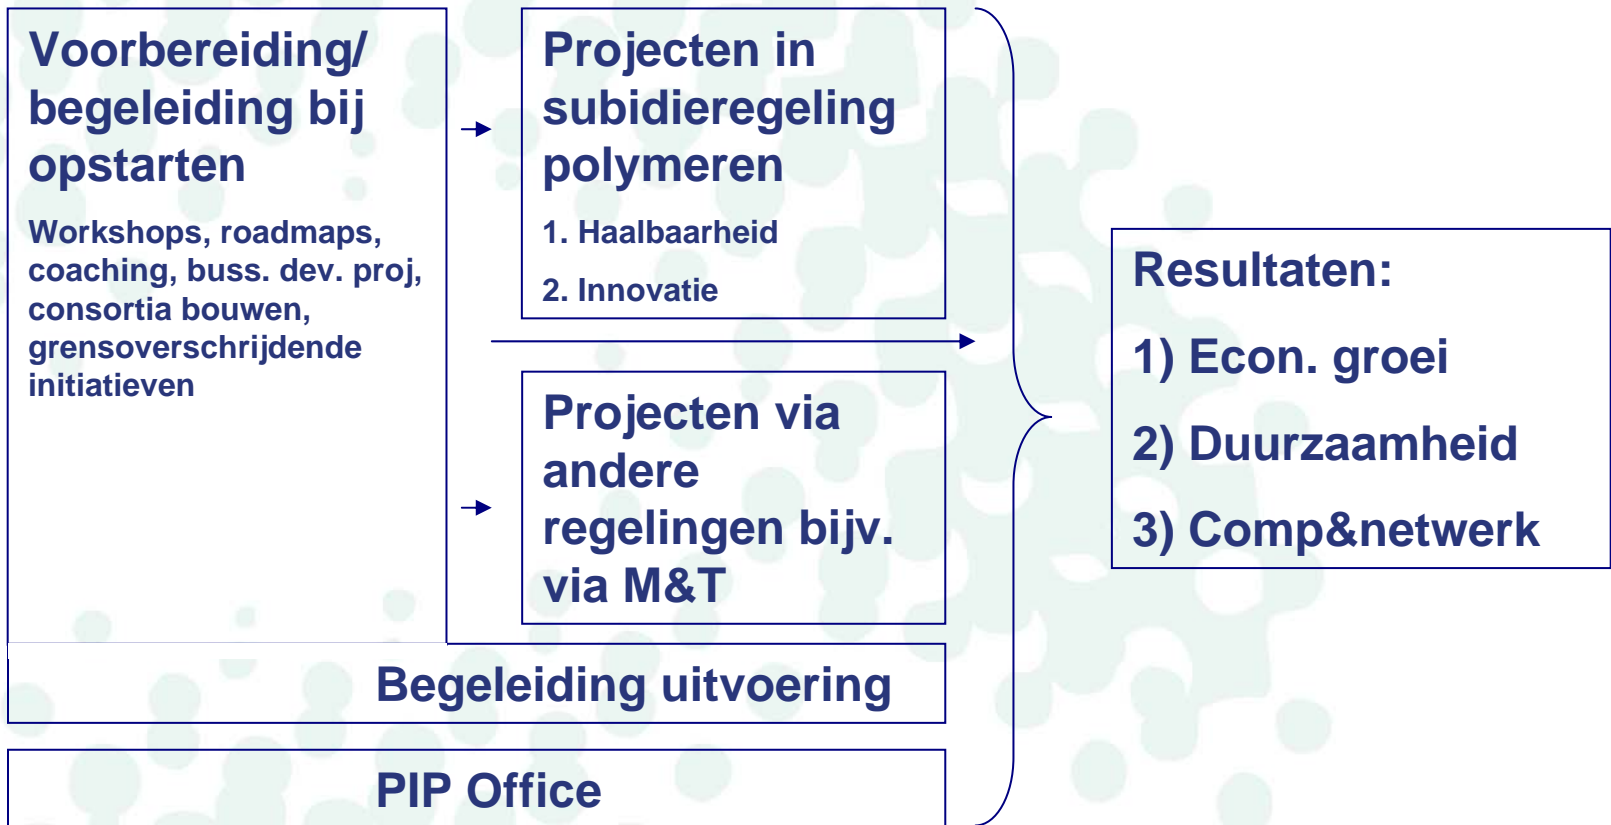 Voorbereiding/
begeleiding bij
opstarten
Workshops, roadmaps,
coaching, buss. dev. proj,
consortia bouwen,
grensoverschrijdende
initiatieven
Projecten in
subidieregeling
polymeren
1. Haalbaarheid
2. Innovatie
Projecten via
andere
regelingen bijv.
via M&T
Begeleiding uitvoering
PIP Office
Resultaten:
1) Econ. groei
2) Duurzaamheid
3) Comp&netwerk